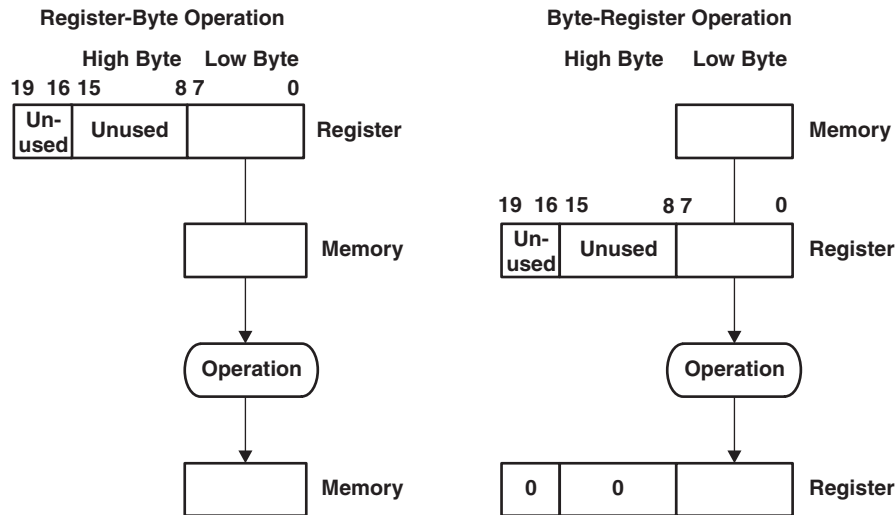 Register-Byte Operation
High Byte Low Byte
19 16 15 8 7 0
Un-
used
Unused
Register
Memory
Operation
Memory
Byte-Register Operation
High Byte Low Byte
Memory
19 16 15 8 7 0
Un-
used
Unused
Register
Operation
0 0
Register